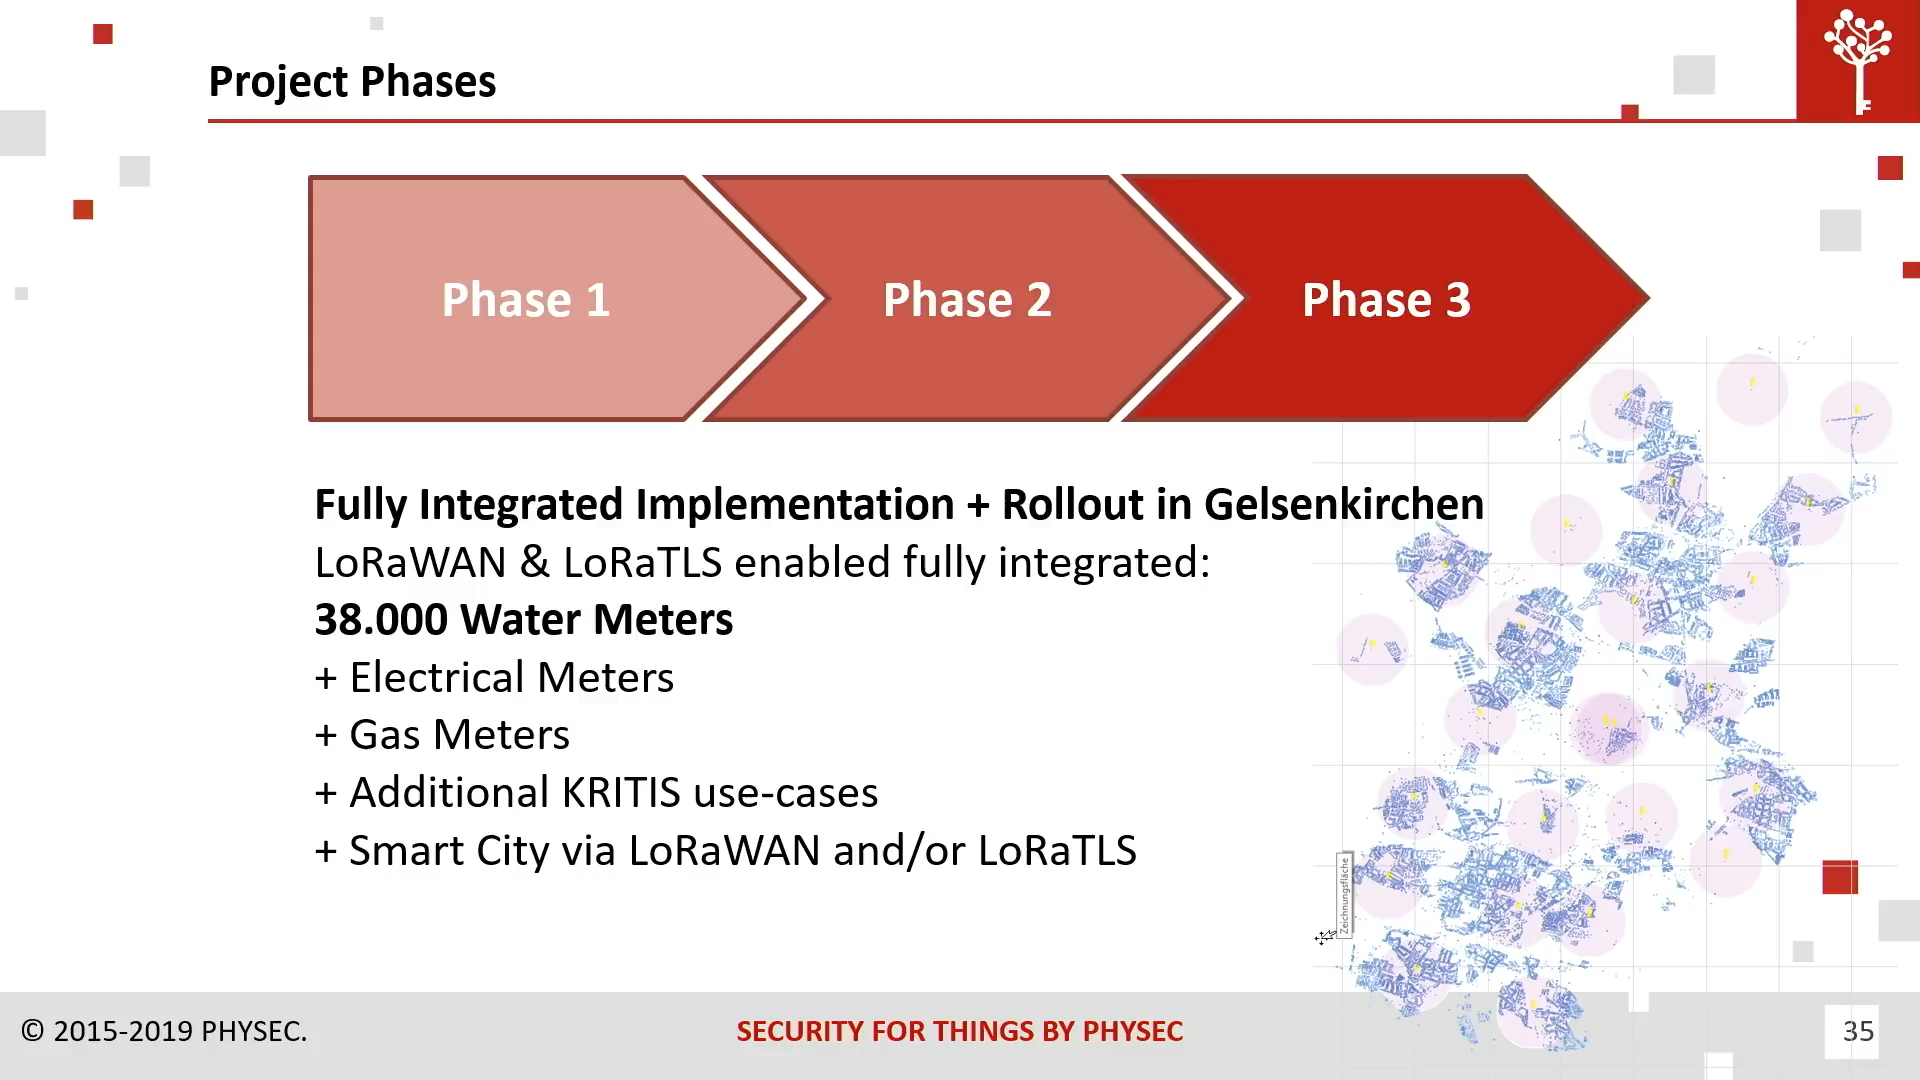 Project Phases
Phase 1
Phase 2
Phase 3
Fully Integrated Implementation + Rollout in Gelsenkirchen
LoRaWAN & LoRaTLS enabled fully integrated:
38.000 Water Meters
+ Electrical Meters
+ Gas Meters
+ Additional KRITIS use-cases
+ Smart City via LoRaWAN and/or LoRaTLS
Zeichnungsfläche
© 2015-2019 PHYSEC.
SECURITY FOR THINGS BY PHYSEC
35